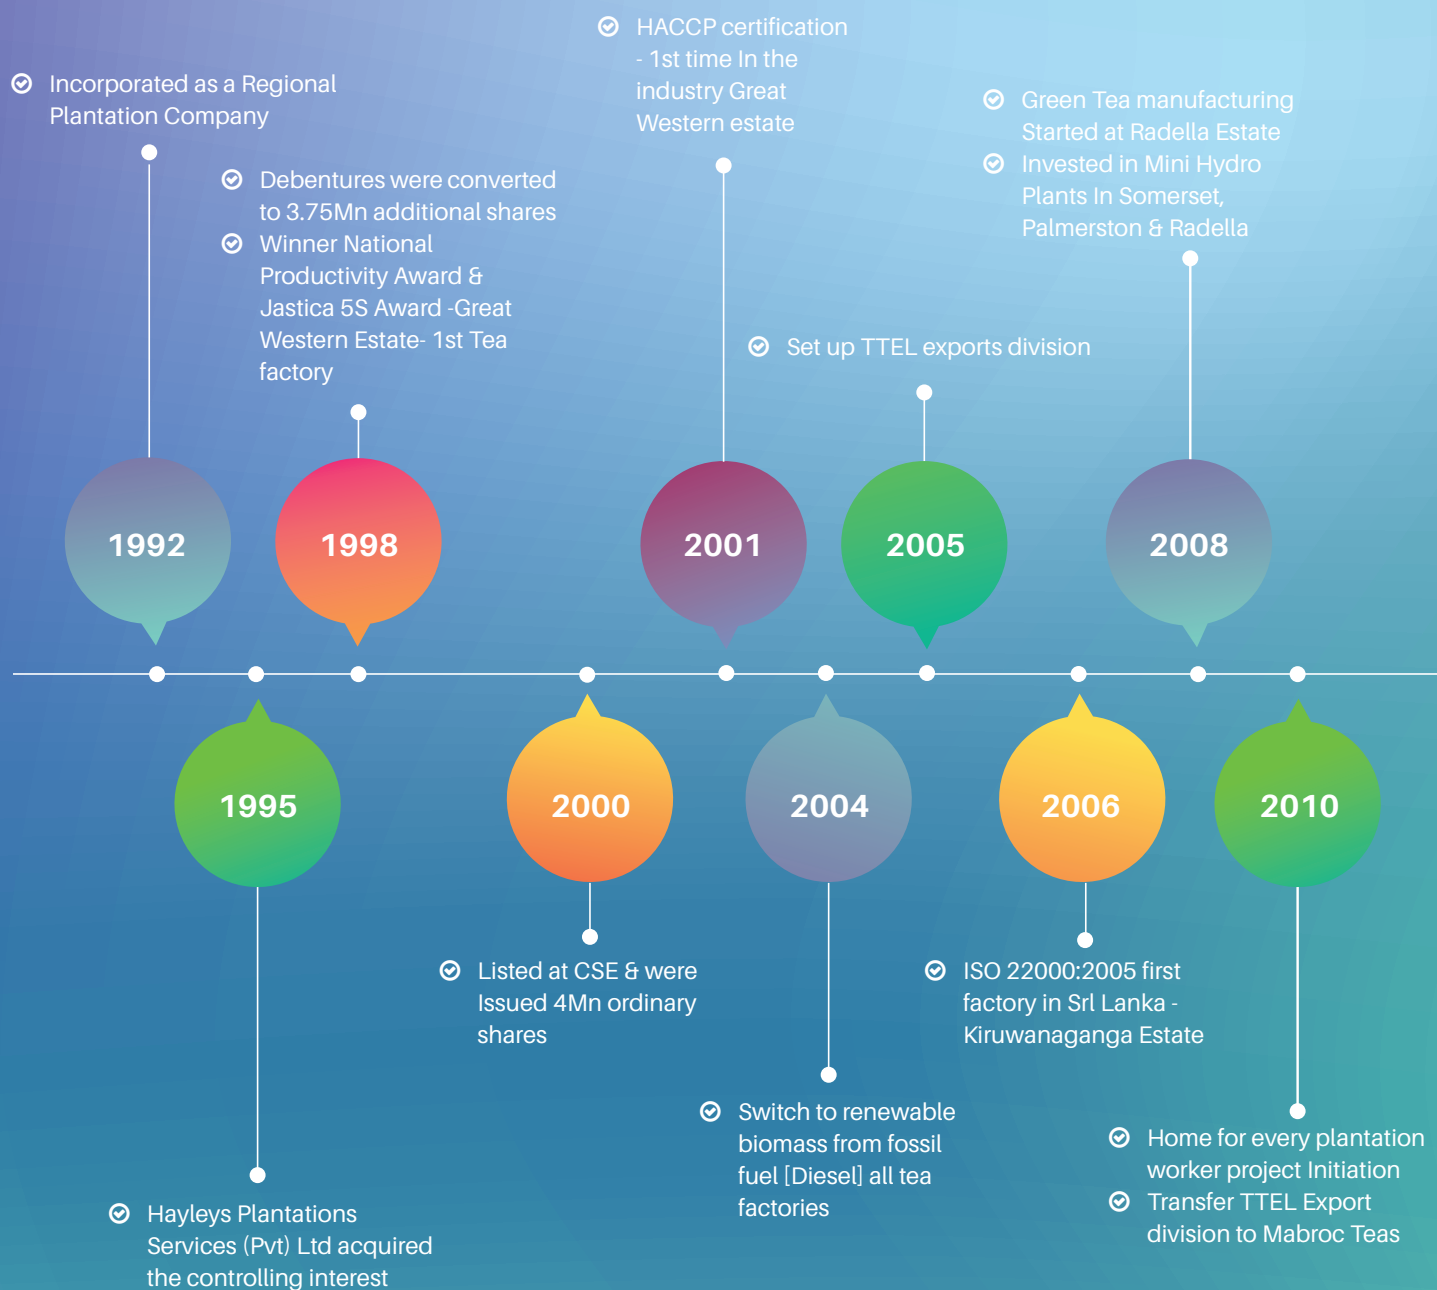 Incorporated as a Regional
Plantation Company
1992
Hayleys Plantations
Services (Pvt) Ltd acquired
the controlling interest
1995
Debentures were converted
to 3.75Mn additional shares
Winner National
Productivity Award &
Jastica 5S Award -Great
Western Estate- 1st Tea
factory
1998
2000
Listed at CSE & were
Issued 4Mn ordinary
shares
HACCP certification
- 1st time In the
industry Great
Western estate
2001
2004
Switch to renewable
biomass from fossil
fuel [Diesel] all tea
factories
Set up TTEL exports division
2005
2006
ISO 22000:2005 first
factory in Srl Lanka -
Kiruwanaganga Estate
Green Tea manufacturing
Started at Radella Estate
Invested in Mini Hydro
Plants In Somerset,
Palmerston & Radella
2008
2010
Home for every plantation
worker project Initiation
Transfer TTEL Export
division to Mabroc Teas